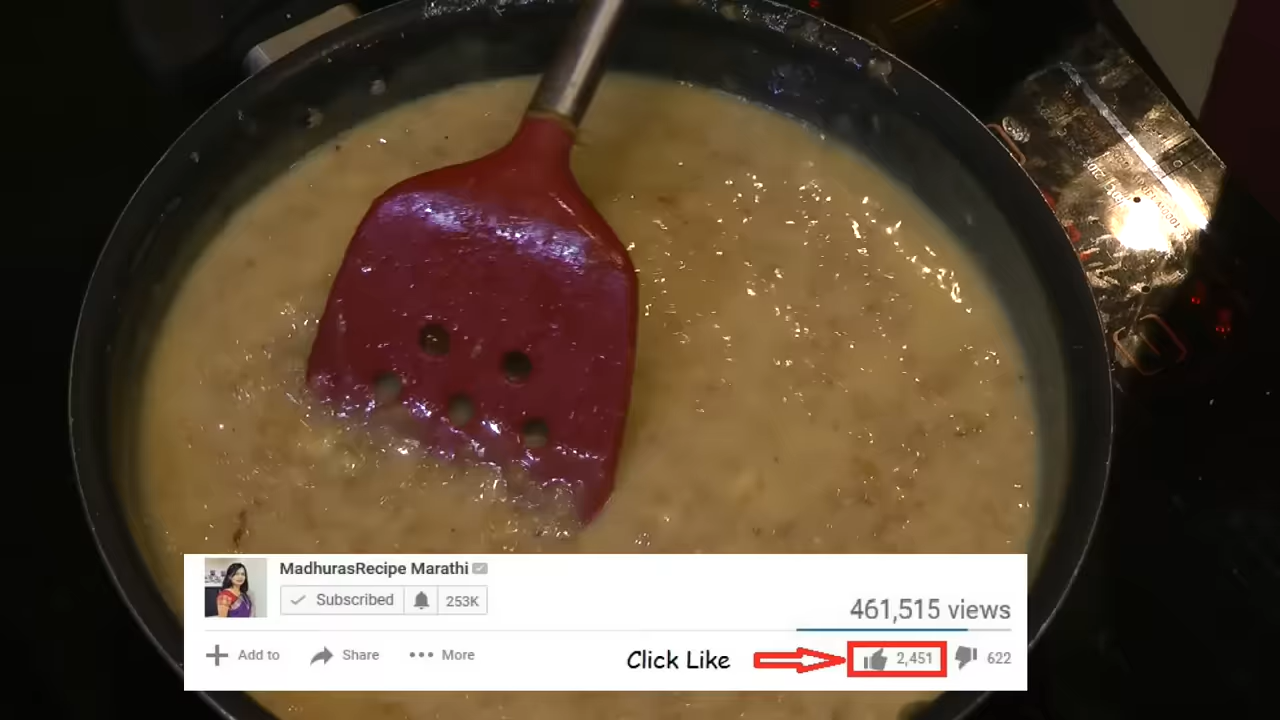 MadhurasRecipe Marathi
Subscribed
253K
461,515 views
Add to
Share
More
Click Like
2,451
622